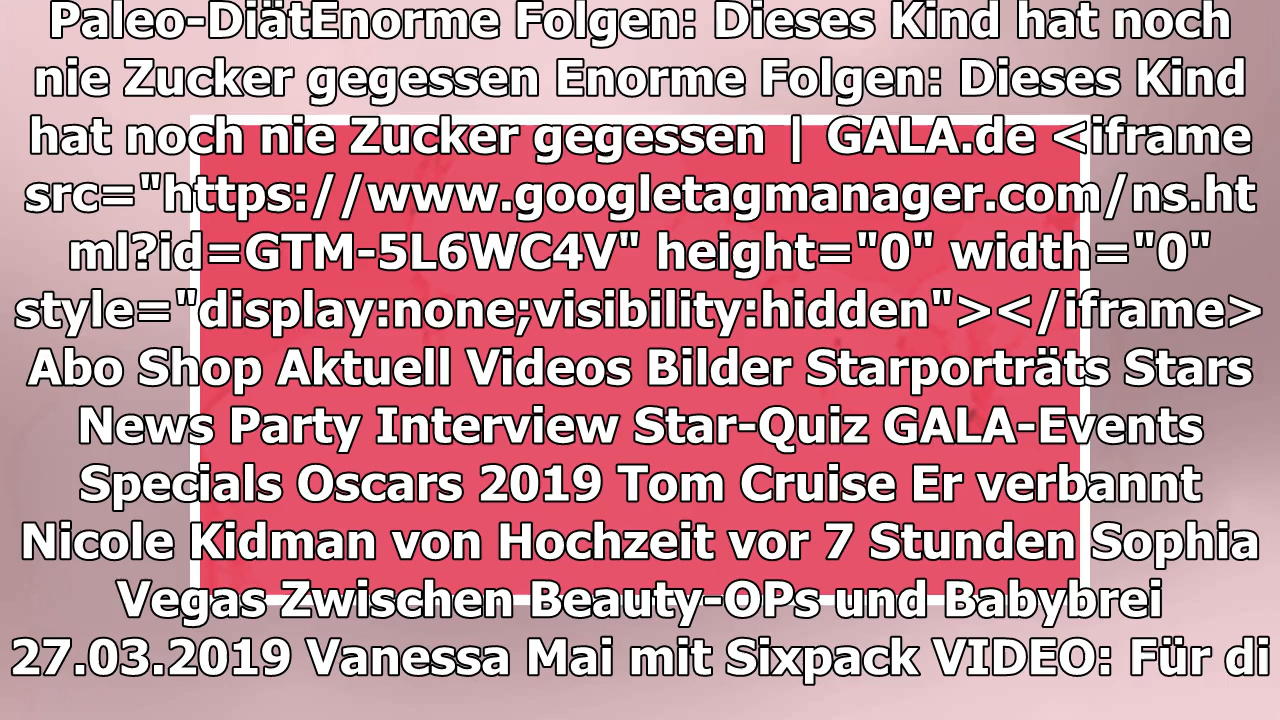 Paleo-DiätEnorme Folgen: Dieses Kind hat noch
nie Zucker gegessen Enorme Folgen: Dieses Kind
hat noch nie Zucker gegessen | GALA.de <iframe
src="https://www.googletagmanager.com/ns.ht
ml?id=GTM-5L6WC4V" height="0" width="0"
style="display:none;visibility:hidden"></iframe>
Abo Shop Aktuell Videos Bilder Starporträts Stars
News Party Interview Star-Quiz GALA-Events
Specials Oscars 2019 Tom Cruise Er verbannt
Nicole Kidman von Hochzeit vor 7 Stunden Sophia
Vegas Zwischen Beauty-OPs und Babybrei
27.03.2019 Vanessa Mai mit Sixpack VIDEO: Für di